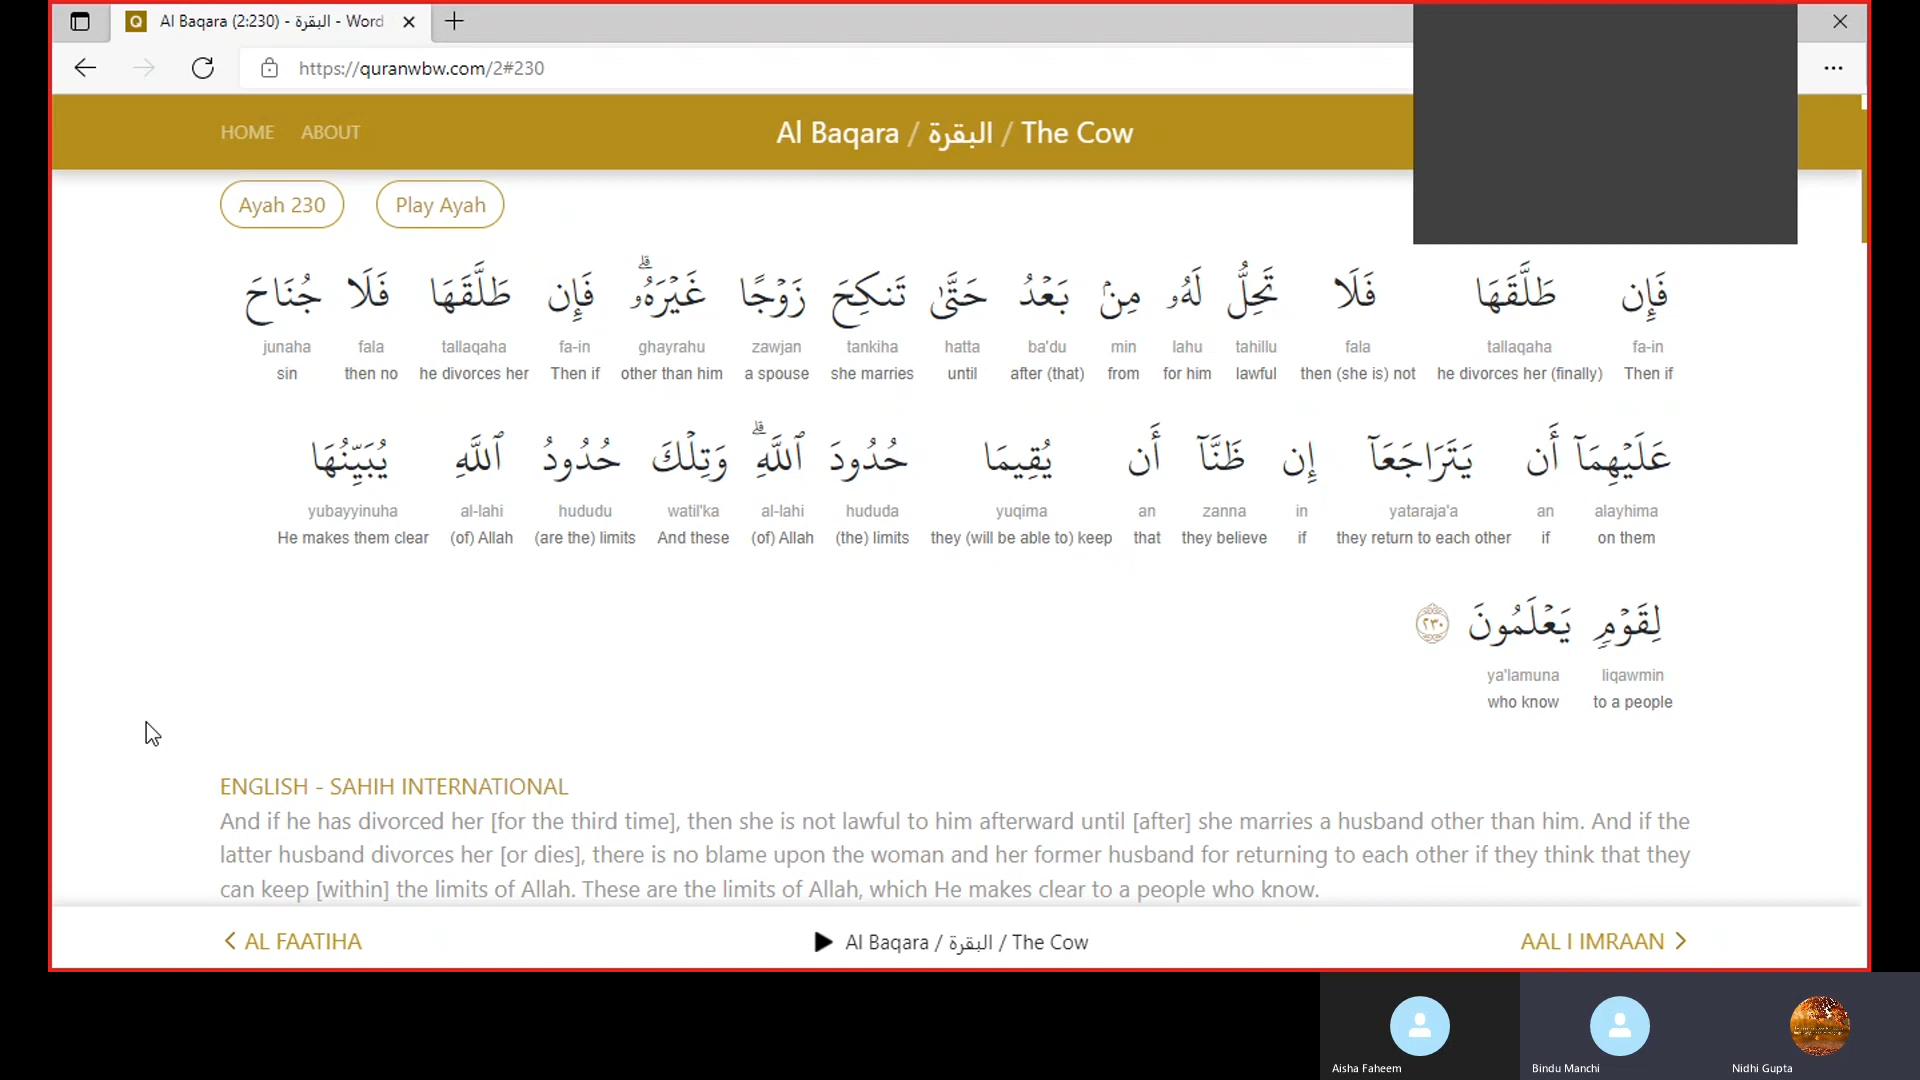 Al Baqara (2:230) - البقرة - Word
https://quranwbw.com/2#230
HOME ABOUT
Al Baqara / البقرة / The Cow
Ayah 230 Play Ayah
فَإِن طَلَّقَهَا فَلَا تَحِلُّ لَهُۥ مِنۢ بَعْدُ حَتَّىٰ تَنكِحَ زَوْجًا غَيْرَهُۥ ۗ فَإِن طَلَّقَهَا فَلَا جُنَاحَ
junaha fala tallaqaha fa-in ghayrahu zawjan tankiha hatta ba'du min lahu tahillu fala tallaqaha fa-in
sin then no he divorces her Then if other than him a spouse she marries until after (that) from for him lawful then (she is) not he divorces her (finally) Then if
عَلَيْهِمَآ أَن يَتَرَاجَعَآ إِن ظَنَّآ أَن يُقِيمَا حُدُودَ ٱللَّهِ ۗ وَتِلْكَ حُدُودُ ٱللَّهِ يُبَيِّنُهَا
yubayyinuha al-lahi hududu watil'ka al-lahi hududa yuqima an zanna in yataraja'a an alayhima
He makes them clear (of) Allah (are the) limits And these (of) Allah (the) limits they (will be able to) keep that they believe if they return to each other if on them
لِقَوْمٍ يَعْلَمُونَ ٢٣٠
ya'lamuna liqawmin
who know to a people
ENGLISH - SAHIH INTERNATIONAL
And if he has divorced her [for the third time], then she is not lawful to him afterward until [after] she marries a husband other than him. And if the
latter husband divorces her [or dies], there is no blame upon the woman and her former husband for returning to each other if they think that they
can keep [within] the limits of Allah. These are the limits of Allah, which He makes clear to a people who know.
AL FAATIHA Al Baqara / البقرة / The Cow AAL I IMRAAN
Aisha Faheem Bindu Manchi Nidhi Gupta